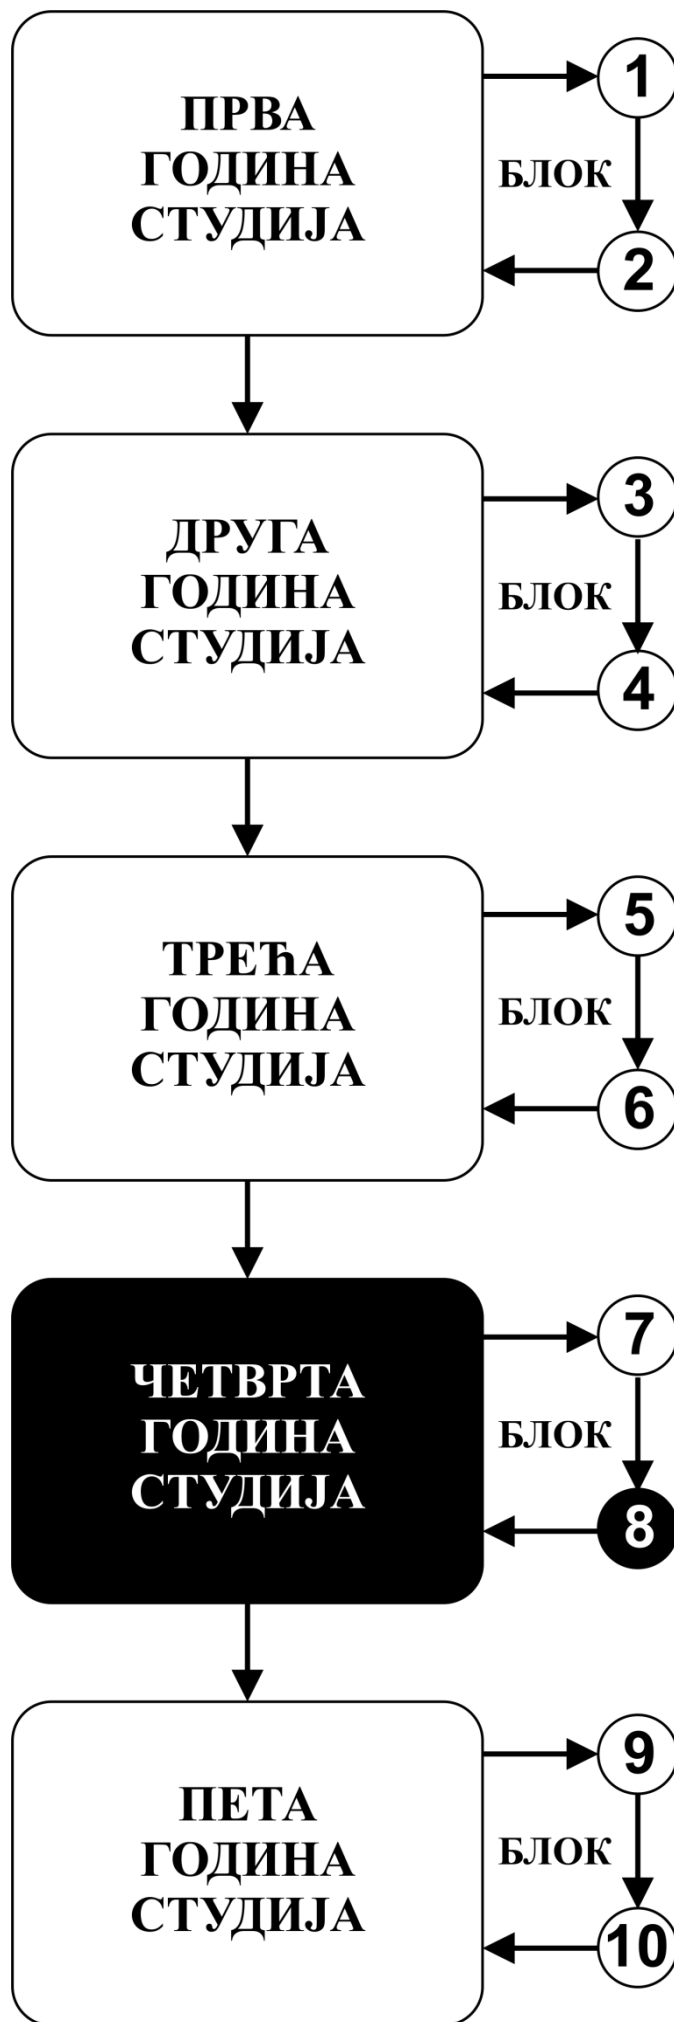 ПРВА
ГОДИНА
СТУДИЈА
1
БЛОК
2
ДРУГА
ГОДИНА
СТУДИЈА
3
БЛОК
4
ТРЕЋА
ГОДИНА
СТУДИЈА
5
БЛОК
6
ЧЕТВРТА
ГОДИНА
СТУДИЈА
7
БЛОК
8
ПЕТА
ГОДИНА
СТУДИЈА
9
БЛОК
10